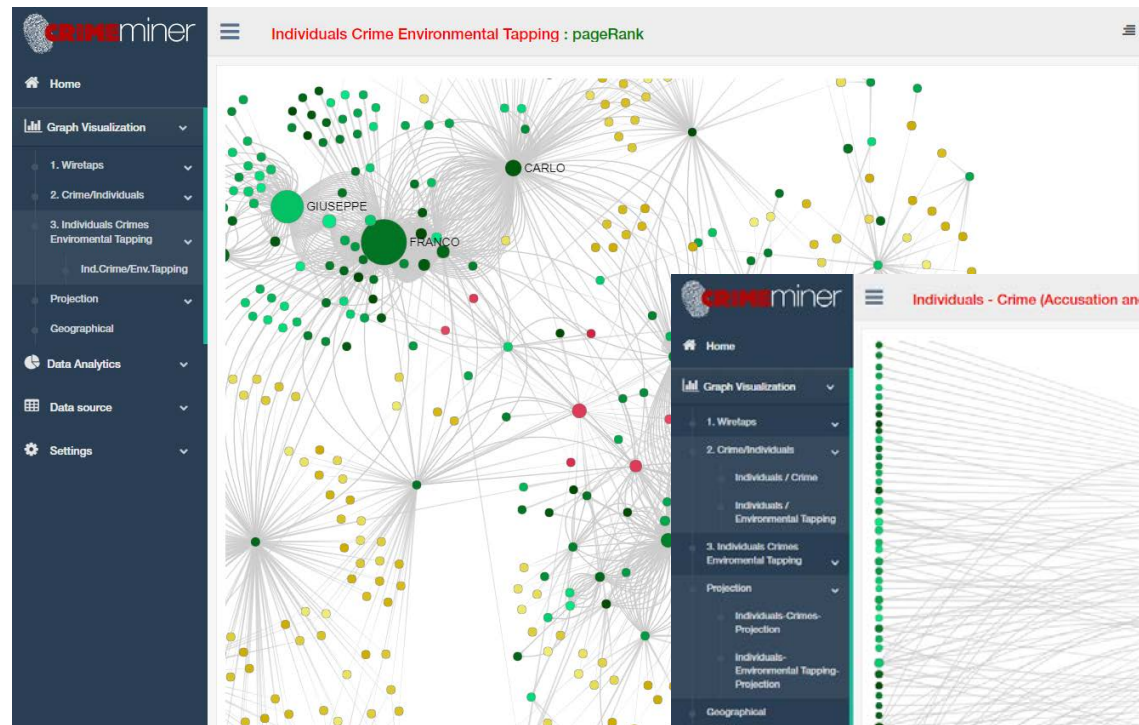 CRIMEminer
Individuals Crime Environmental Tapping : pageRank
Home
Graph Visualization
1. Wiretaps
2. Crime/Individuals
3. Individuals Crimes
Enviromental Tapping
Ind.Crime/Env.Tapping
Projection
Geographical
Data Analytics
Data source
Settings
CARLO
GIUSEPPE
FRANCO
CRIMEminer
Individuals - Crime (Accusation an
Home
Graph Visualization
1. Wiretaps
2. Crime/Individuals
Individuals / Crime
Individuals /
Environmental Tapping
3. Individuals Crimes
Enviromental Tapping
Projection
Individuals-Crimes-
Projection
Individuals-
Environmental Tapping-
Projection
Geographical